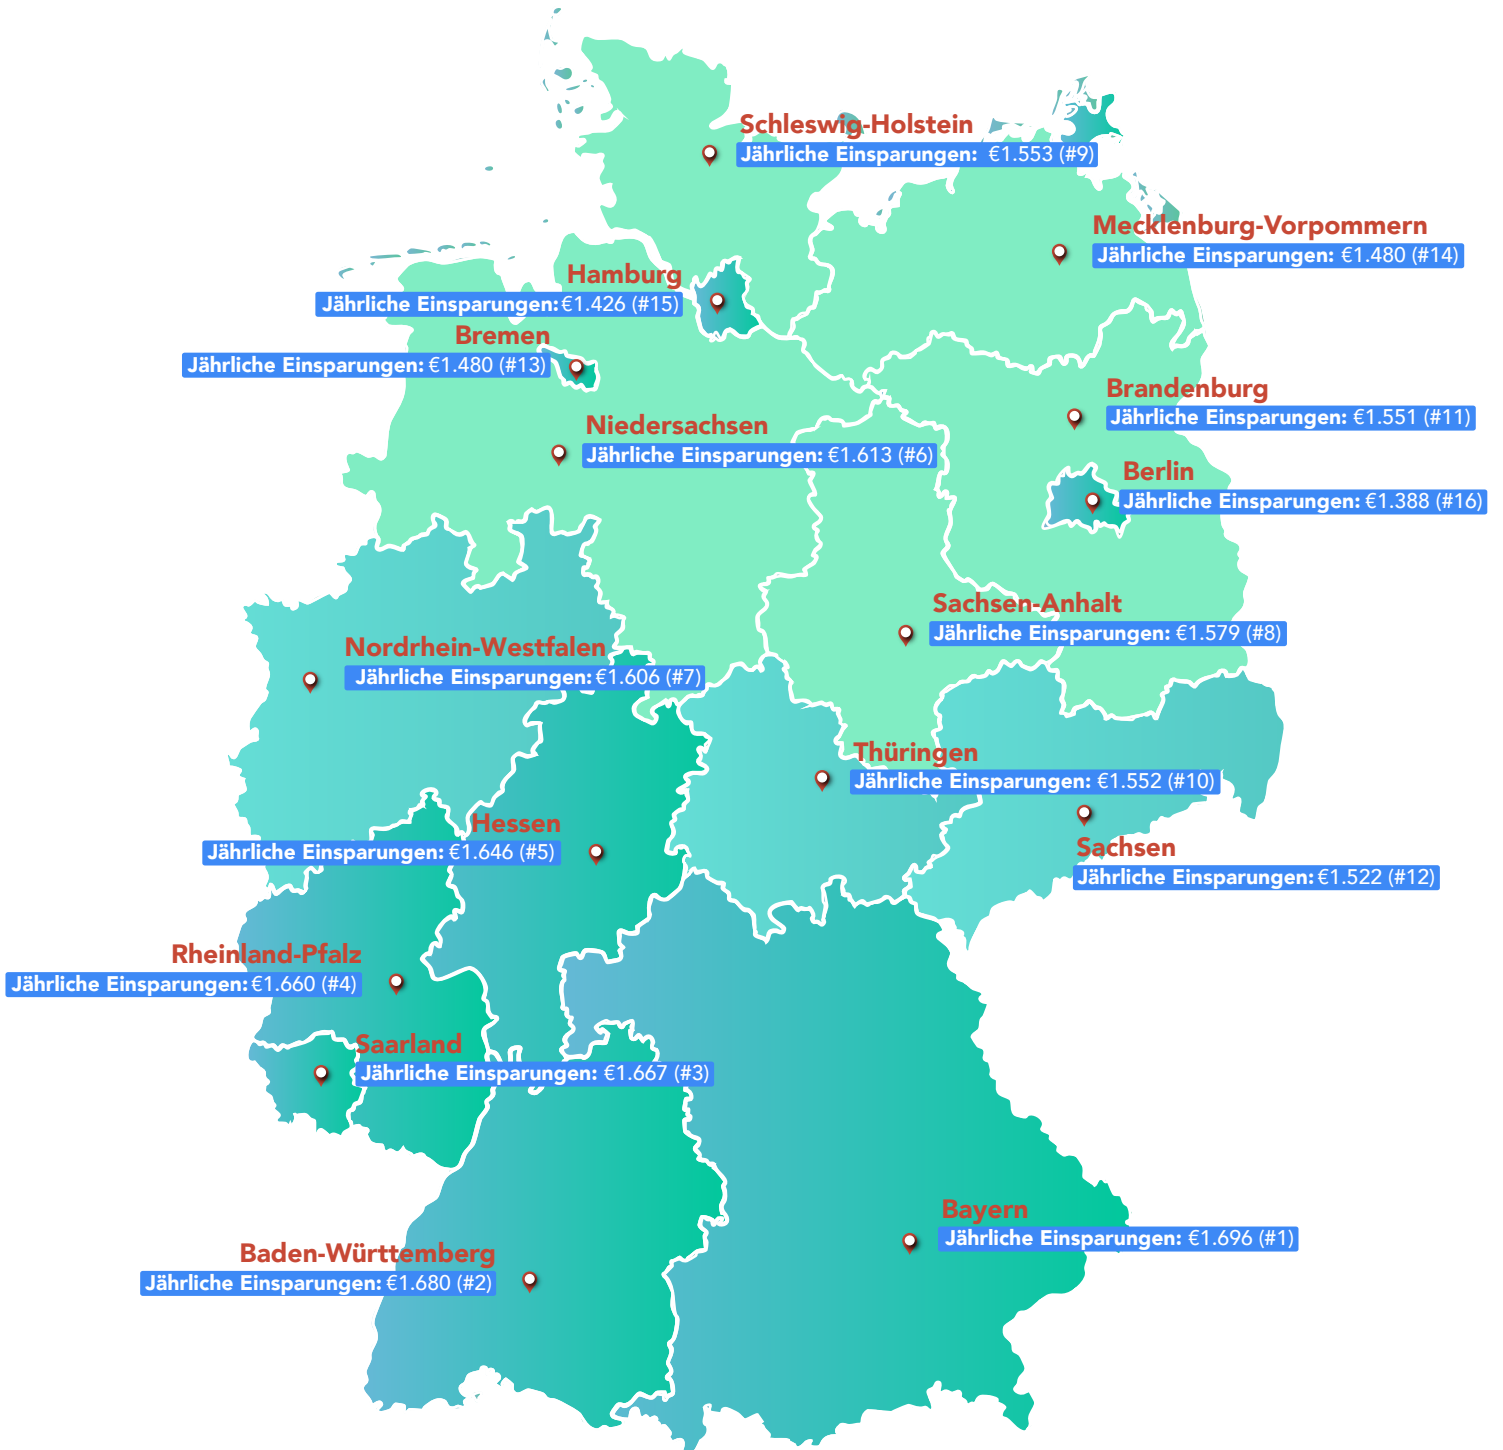 Schleswig-Holstein
Jährliche Einsparungen: €1.553 (#9)
Mecklenburg-Vorpommern
Jährliche Einsparungen: €1.480 (#14)
Hamburg
Jährliche Einsparungen: €1.426 (#15)
Bremen
Jährliche Einsparungen: €1.480 (#13)
Brandenburg
Jährliche Einsparungen: €1.551 (#11)
Niedersachsen
Jährliche Einsparungen: €1.613 (#6)
Berlin
Jährliche Einsparungen: €1.388 (#16)
Sachsen-Anhalt
Jährliche Einsparungen: €1.579 (#8)
Nordrhein-Westfalen
Jährliche Einsparungen: €1.606 (#7)
Thüringen
Jährliche Einsparungen: €1.552 (#10)
Hessen
Jährliche Einsparungen: €1.646 (#5)
Sachsen
Jährliche Einsparungen: €1.522 (#12)
Rheinland-Pfalz
Jährliche Einsparungen: €1.660 (#4)
Saarland
Jährliche Einsparungen: €1.667 (#3)
Bayern
Jährliche Einsparungen: €1.696 (#1)
Baden-Württemberg
Jährliche Einsparungen: €1.680 (#2)